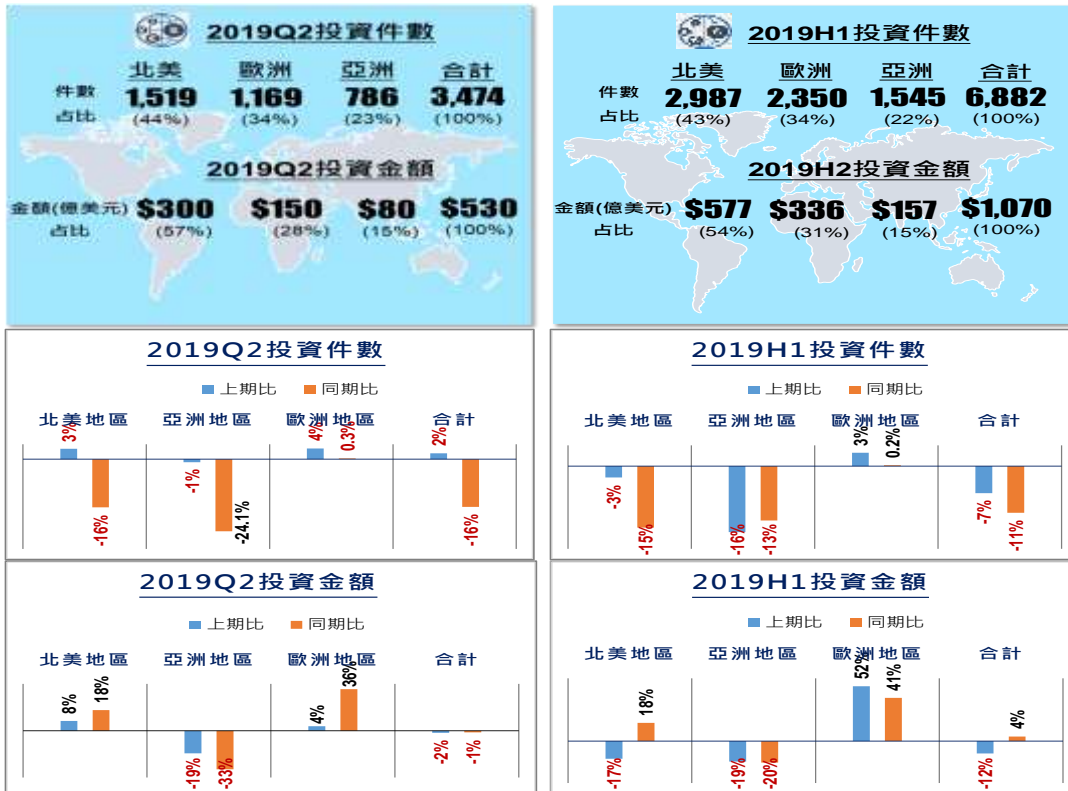 2019Q2投資件數
北美 歐洲 亞洲 合計
件數 1,519 1,169 786 3,474
占比 (44%) (34%) (23%) (100%)
2019Q2投資金額
金額(億美元) $300 $150 $80 $530
占比 (57%) (28%) (15%) (100%)
2019H1投資件數
北美 歐洲 亞洲 合計
件數 2,987 2,350 1,545 6,882
占比 (43%) (34%) (22%) (100%)
2019H2投資金額
金額(億美元) $577 $336 $157 $1,070
占比 (54%) (31%) (15%) (100%)
2019Q2投資件數
上期比 同期比
北美地區 亞洲地區 歐洲地區 合計
3% -16% -1% -24.1% 4% 0.3% 2% -16%
2019H1投資件數
上期比 同期比
北美地區 亞洲地區 歐洲地區 合計
-3% -15% -16% -13% 3% 0.2% -7% -11%
2019Q2投資金額
上期比 同期比
北美地區 亞洲地區 歐洲地區 合計
8% 18% -19% -33% 4% 36% -2% -1%
2019H1投資金額
上期比 同期比
北美地區 亞洲地區 歐洲地區 合計
-17% 18% -19% -20% 52% 41% -12% 4%